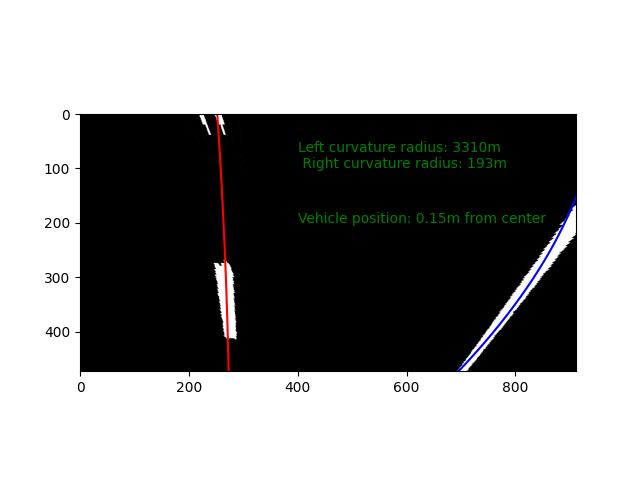 0
100
200
300
400
Left curvature radius: 3310m
Right curvature radius: 193m
Vehicle position: 0.15m from center
0 200 400 600 800